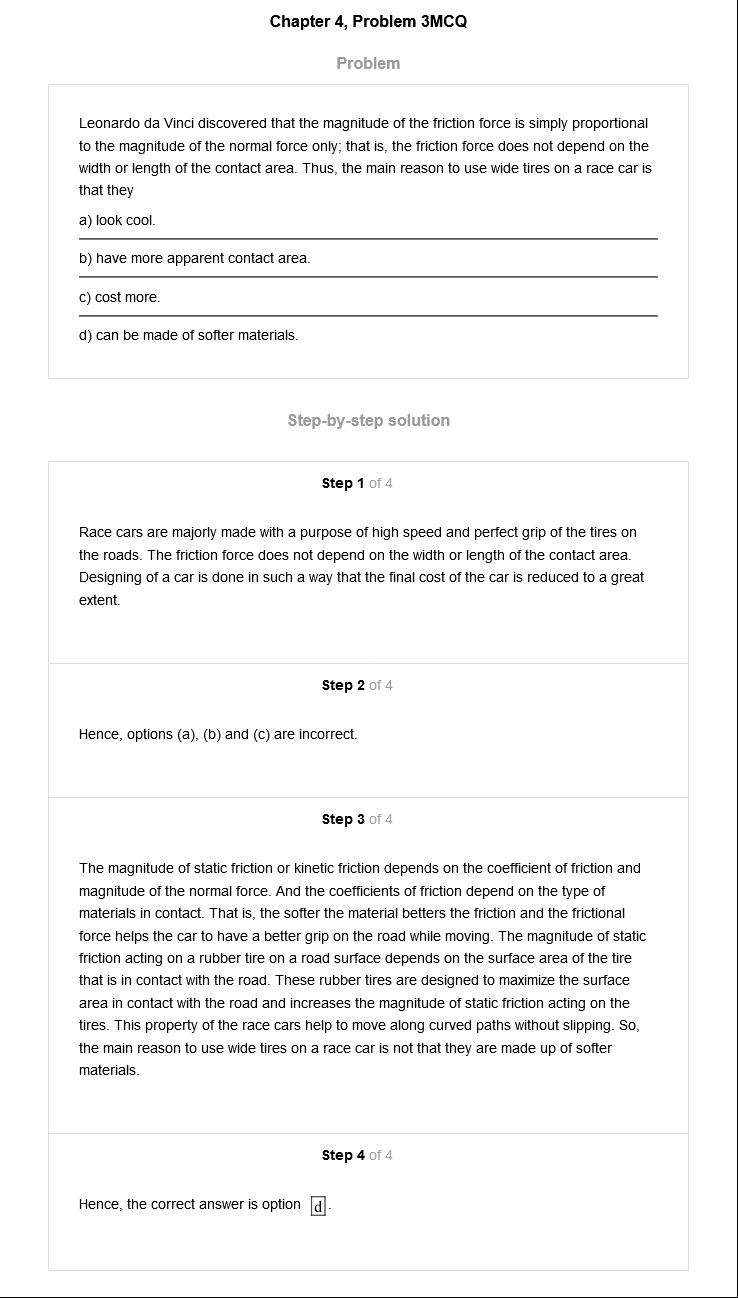 Chapter 4, Problem 3MCQ
Problem
Leonardo da Vinci discovered that the magnitude of the friction force is simply proportional
to the magnitude of the normal force only; that is, the friction force does not depend on the
width or length of the contact area. Thus, the main reason to use wide tires on a race car is
that they
a) look cool.
b) have more apparent contact area.
c) cost more.
d) can be made of softer materials.
Step-by-step solution
Step 1 of 4
Race cars are majorly made with a purpose of high speed and perfect grip of the tires on
the roads. The friction force does not depend on the width or length of the contact area.
Designing of a car is done in such a way that the final cost of the car is reduced to a great
extent.
Step 2 of 4
Hence, options (a), (b) and (c) are incorrect.
Step 3 of 4
The magnitude of static friction or kinetic friction depends on the coefficient of friction and
magnitude of the normal force. And the coefficients of friction depend on the type of
materials in contact. That is, the softer the material betters the friction and the frictional
force helps the car to have a better grip on the road while moving. The magnitude of static
friction acting on a rubber tire on a road surface depends on the surface area of the tire
that is in contact with the road. These rubber tires are designed to maximize the surface
area in contact with the road and increases the magnitude of static friction acting on the
tires. This property of the race cars help to move along curved paths without slipping. So,
the main reason to use wide tires on a race car is not that they are made up of softer
materials.
Step 4 of 4
Hence, the correct answer is option d.